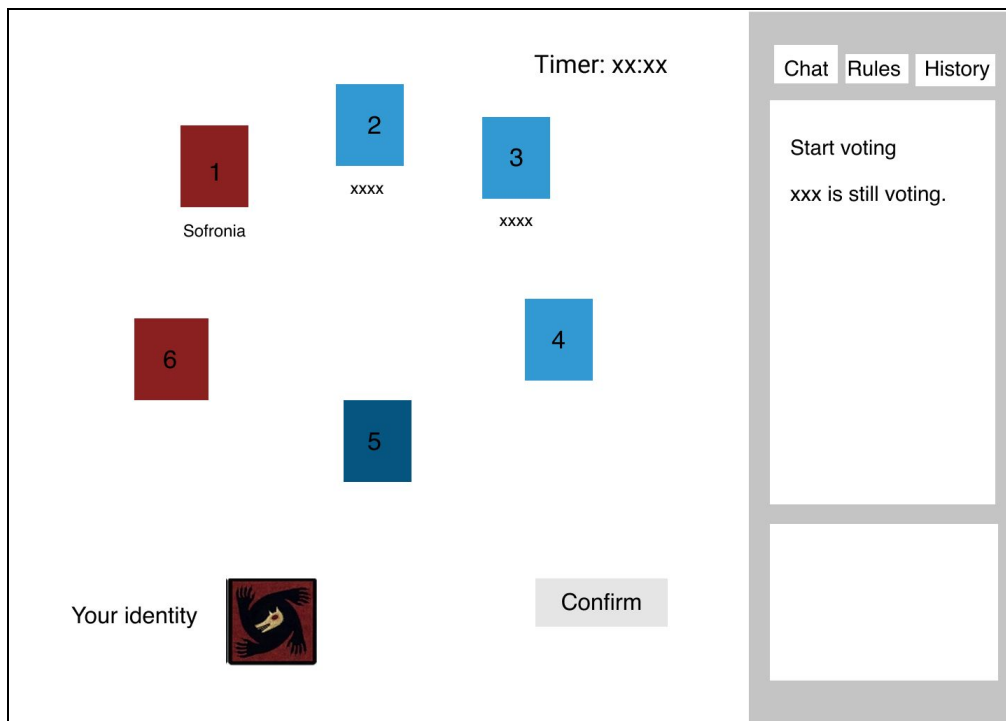 Timer: xx:xx
Chat
Rules
History
1
2
3
xxxx
xxxx
Sofronia
Start voting
xxx is still voting.
6
4
5
Your identity
Confirm